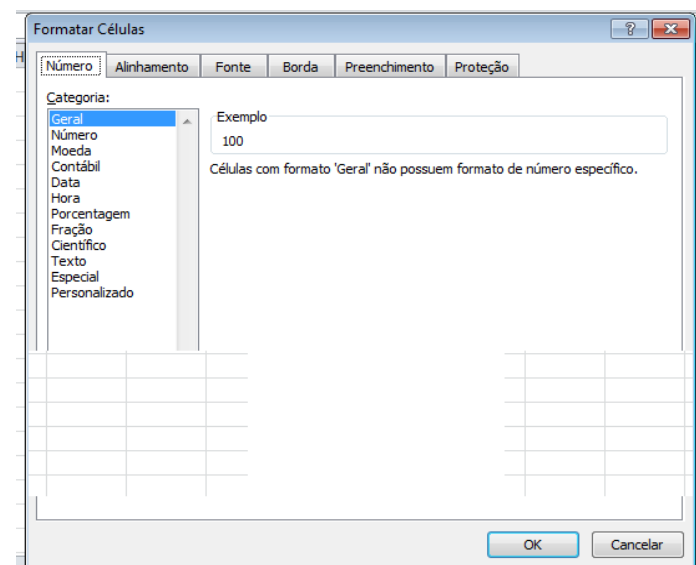 Formatar Células
H
Número Alinhamento Fonte Borda Preenchimento Proteção
Categoria:
Geral
Número
Moeda
Contábil
Data
Hora
Porcentagem
Fração
Científico
Texto
Especial
Personalizado
Exemplo
100
Células com formato 'Geral' não possuem formato de número específico.
OK Cancelar